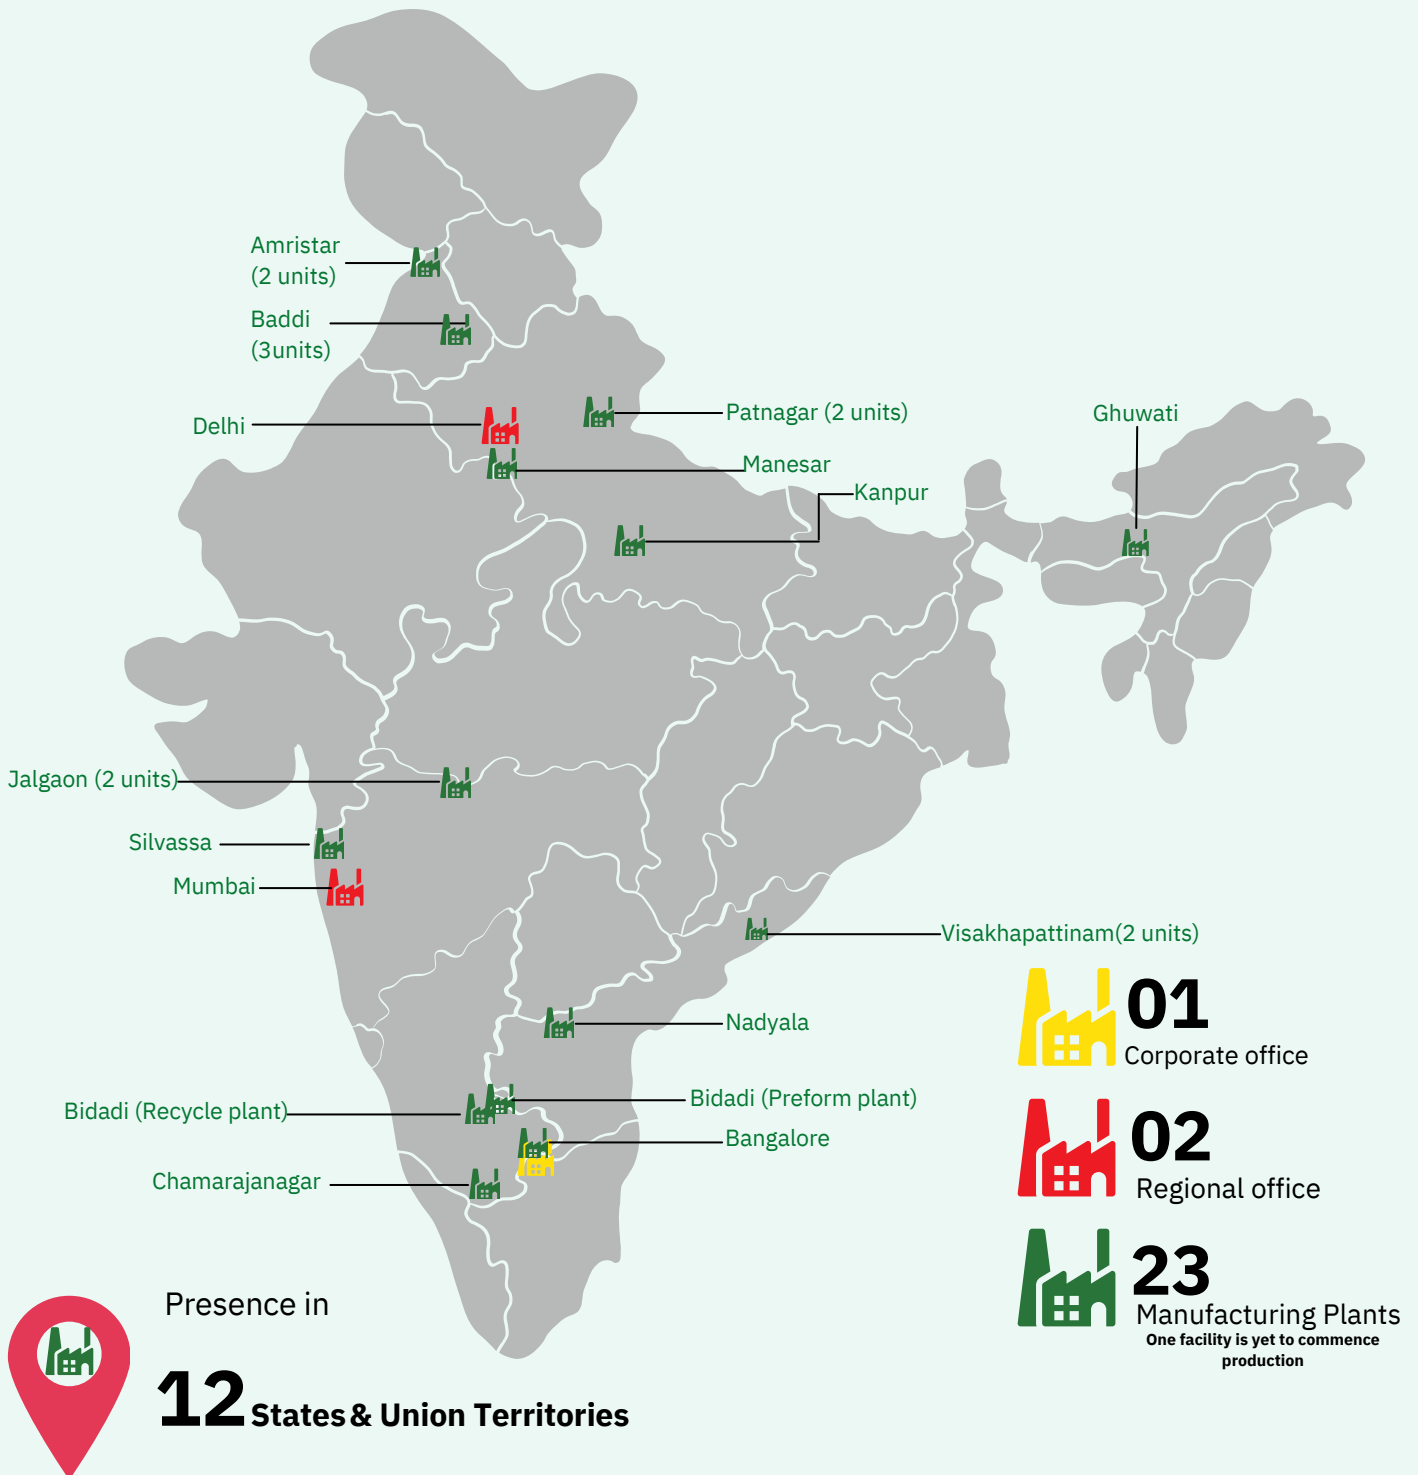 Amristar
(2 units)
Baddi
(3units)
Delhi
Patnagar (2 units)
Ghuwati
Manesar
Kanpur
Jalgaon (2 units)
Silvassa
Mumbai
Visakhapattinam(2 units)
01
Corporate office
Nadyala
Bidadi (Recycle plant)
Bidadi (Preform plant)
Bangalore
02
Regional office
Chamarajanagar
23
Manufacturing Plants
One facility is yet to commence
production
Presence in
12 States & Union Territories